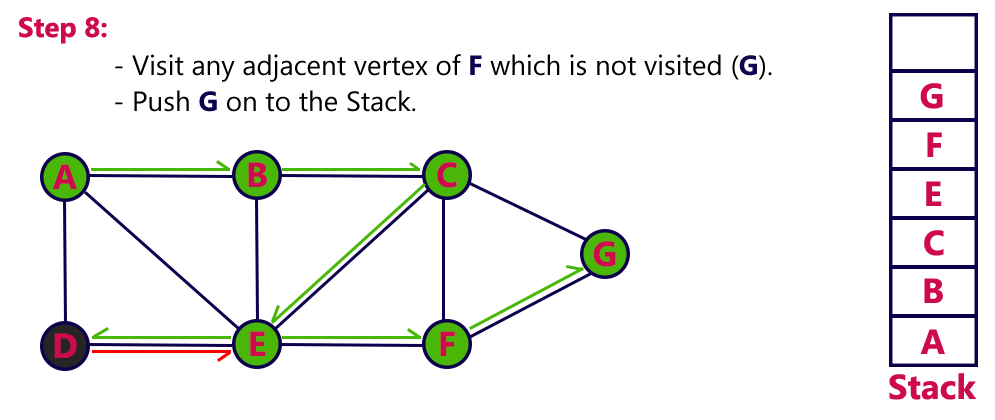 Step 8:
- Visit any adjacent vertex of F which is not visited (G).
- Push G on to the Stack.
A
B
C
G
D
E
F
G
F
E
C
B
A
Stack